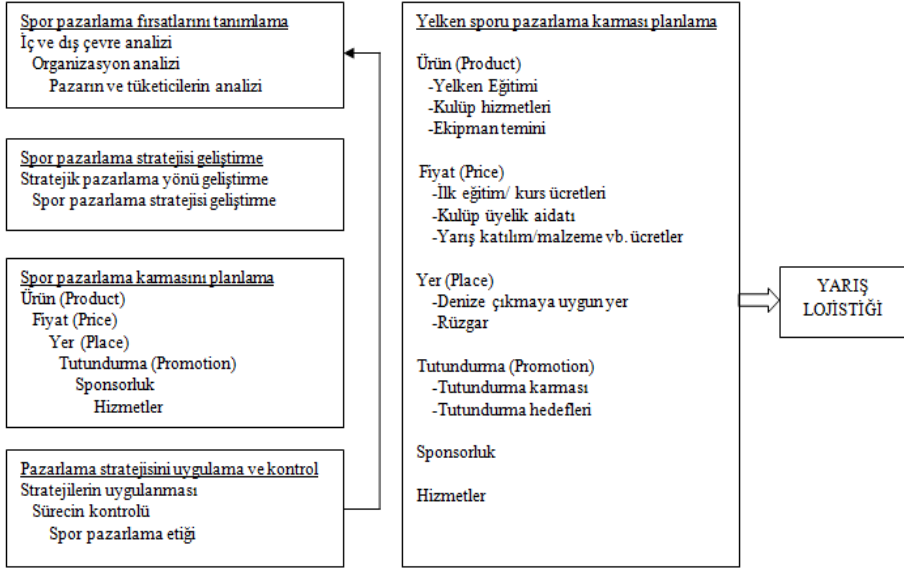 Spor pazarlama fırsatlarını tanımlama
İç ve dış çevre analizi
Organizasyon analizi
Pazarın ve tüketicilerin analizi
Spor pazarlama stratejisi geliştirme
Stratejik pazarlama yönü geliştirme
Spor pazarlama stratejisi geliştirme
Spor pazarlama karmasını planlama
Ürün (Product)
Fiyat (Price)
Yer (Place)
Tutundurma (Promotion)
Sponsorluk
Hizmetler
Pazarlama stratejisini uygulama ve kontrol
Stratejilerin uygulanması
Sürecin kontrolü
Spor pazarlama etiği
Yelken sporu pazarlama karması planlama
Ürün (Product)
-Yelken Eğitimi
-Kulüp hizmetleri
-Ekipman temini
Fiyat (Price)
-İlk eğitim/ kurs ücretleri
-Kulüp üyelik aidatı
-Yarış katılım/malzeme vb. ücretler
Yer (Place)
-Denize çıkmaya uygun yer
-Rüzgar
Tutundurma (Promotion)
-Tutundurma karması
-Tutundurma hedefleri
Sponsorluk
Hizmetler
YARIŞ
LOJİSTİĞİ